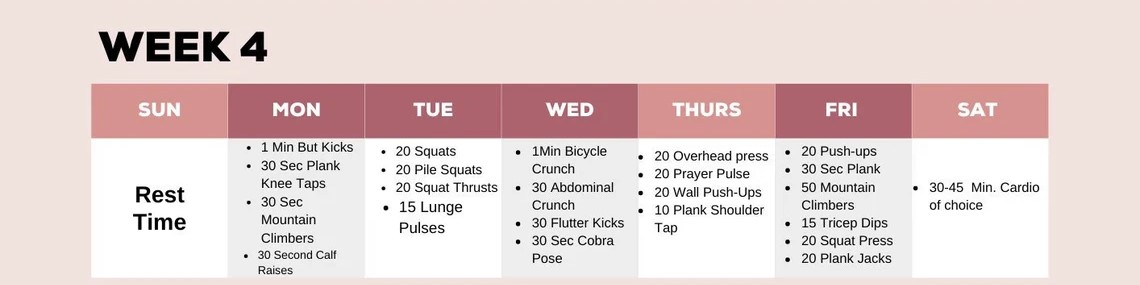 WEEK 4
SUN
MON
TUE
WED
THURS
FRI
SAT
Rest
Time
• 1 Min But Kicks
• 30 Sec Plank
Knee Taps
• 30 Sec
Mountain
Climbers
• 30 Second Calf
Raises
• 20 Squats
• 20 Pile Squats
• 20 Squat Thrusts
• 15 Lunge
Pulses
• 1Min Bicycle
Crunch
• 30 Abdominal
Crunch
• 30 Flutter Kicks
• 30 Sec Cobra
Pose
• 20 Overhead press
• 20 Prayer Pulse
• 20 Wall Push-Ups
• 10 Plank Shoulder
Tap
• 20 Push-ups
• 30 Sec Plank
• 50 Mountain
Climbers
• 15 Tricep Dips
• 20 Squat Press
• 20 Plank Jacks
• 30-45 Min. Cardio
of choice